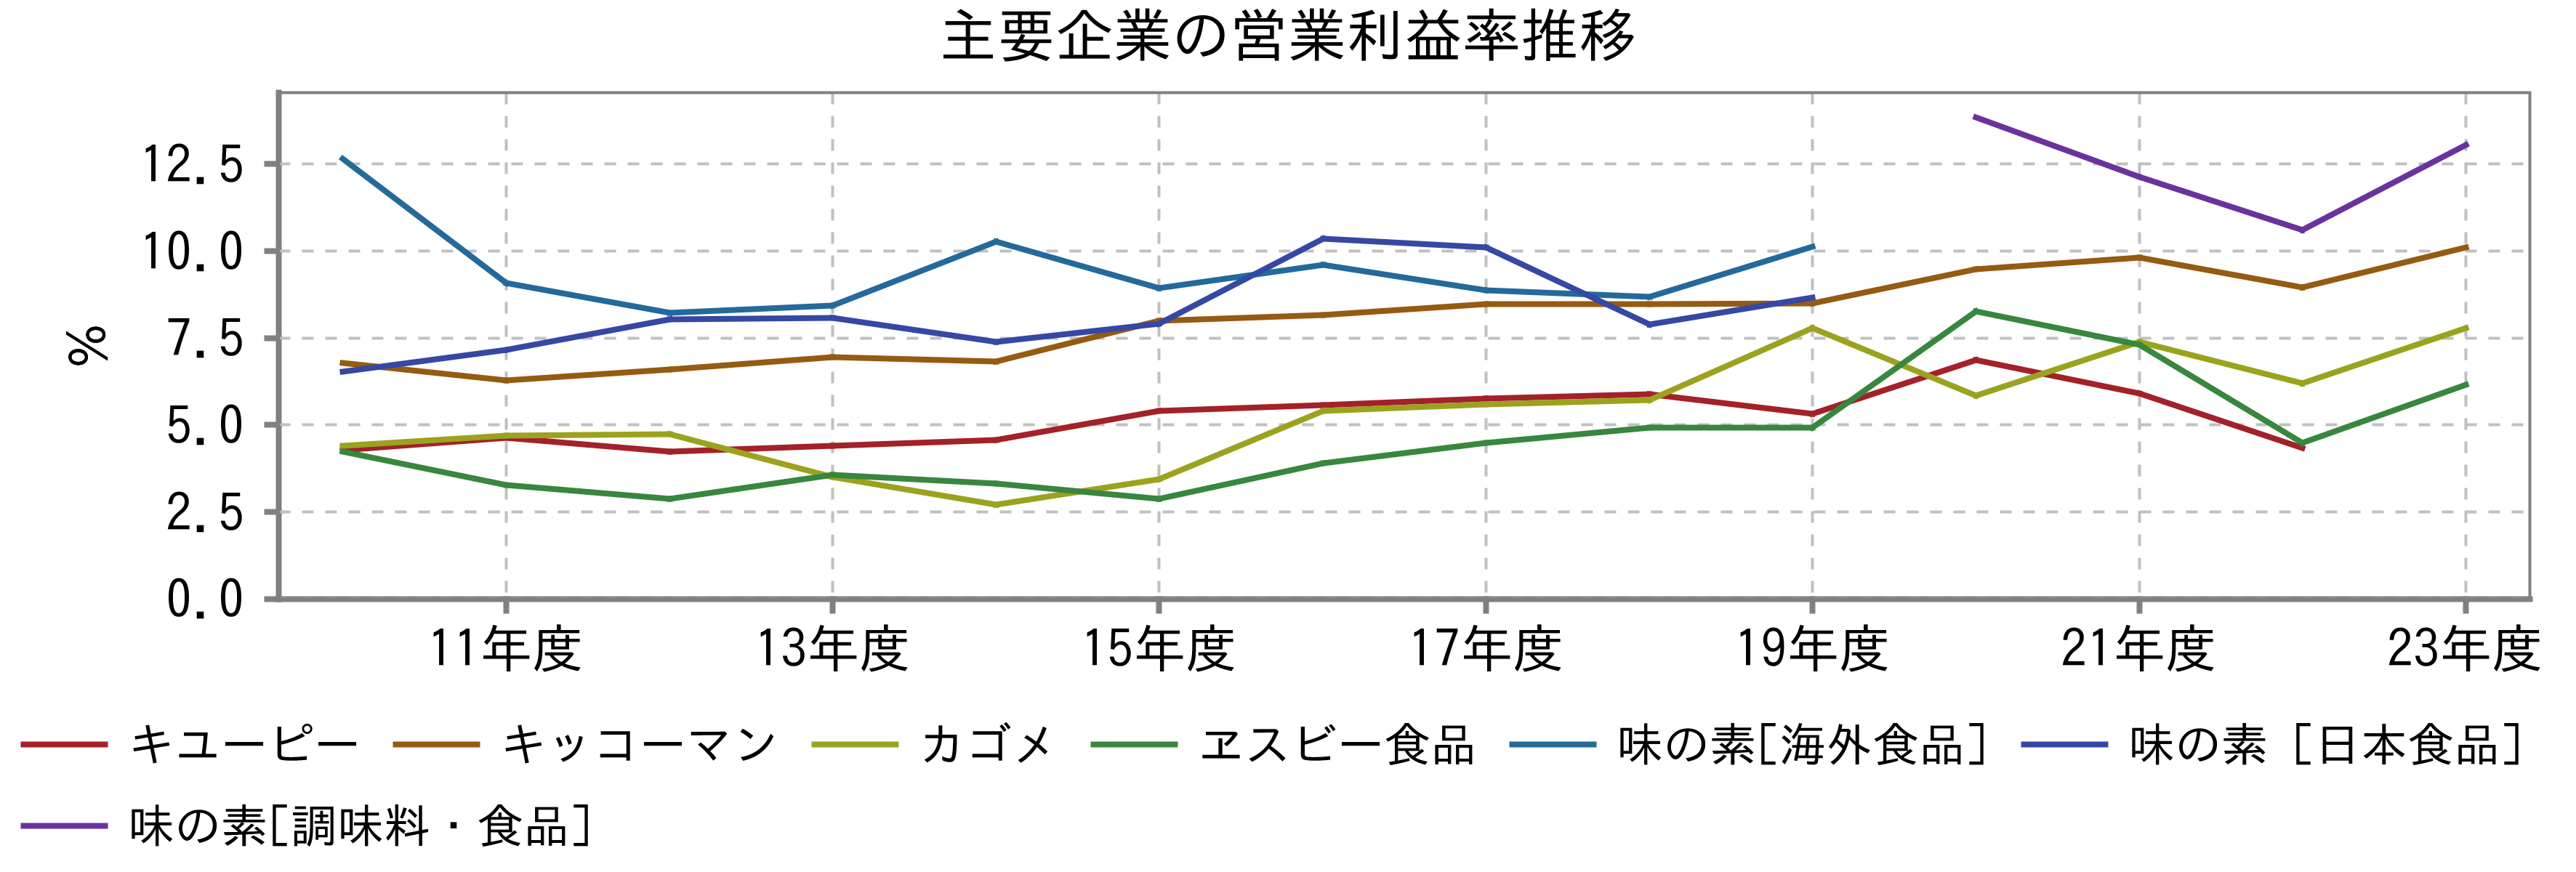 主要企業の営業利益率推移
12.5
10.0
7.5
5.0
2.5
0.0
%
11年度 13年度 15年度 17年度 19年度 21年度 23年度
キユーピー キッコーマン カゴメ ヱスビー食品 味の素[海外食品] 味の素［日本食品］
味の素[調味料・食品]